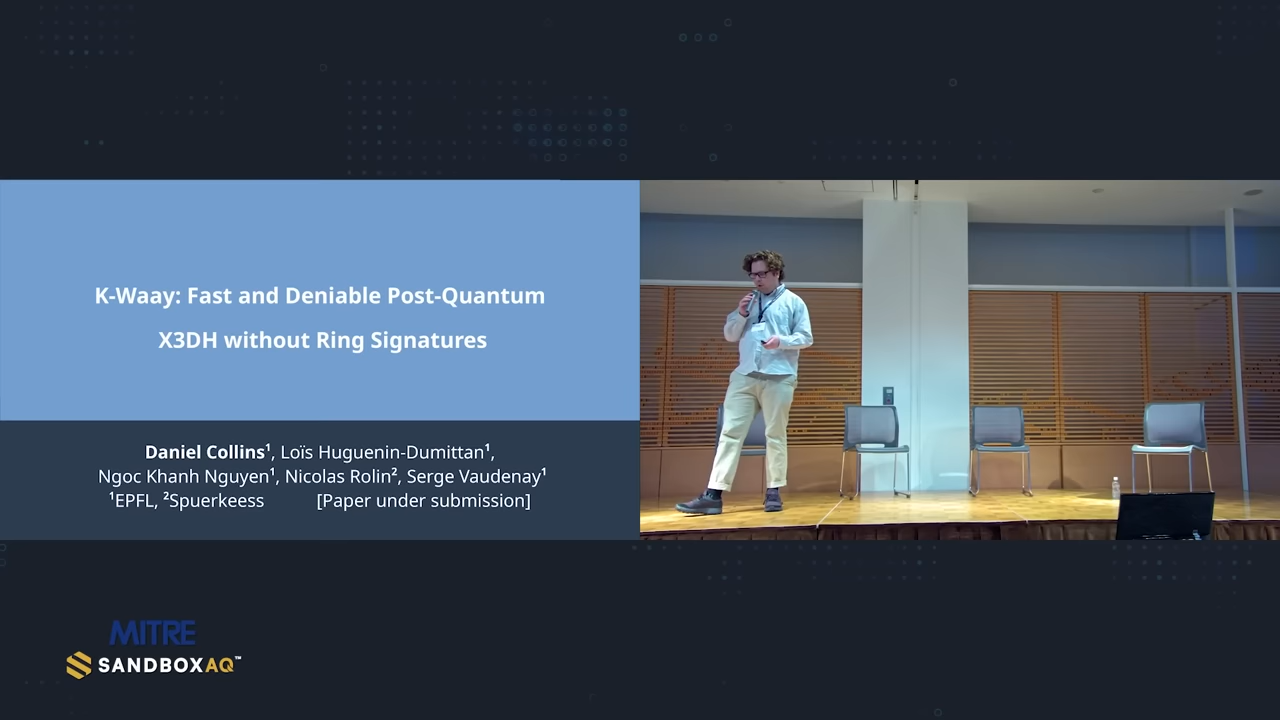 K-Waay: Fast and Deniable Post-Quantum
X3DH without Ring Signatures
Daniel Collins¹, Loïs Huguenin-Dumittan¹,
Ngoc Khanh Nguyen¹, Nicolas Rolin², Serge Vaudenay¹
¹EPFL, ²Spuerkeess [Paper under submission]
MITRE
SANDBOXAQ™